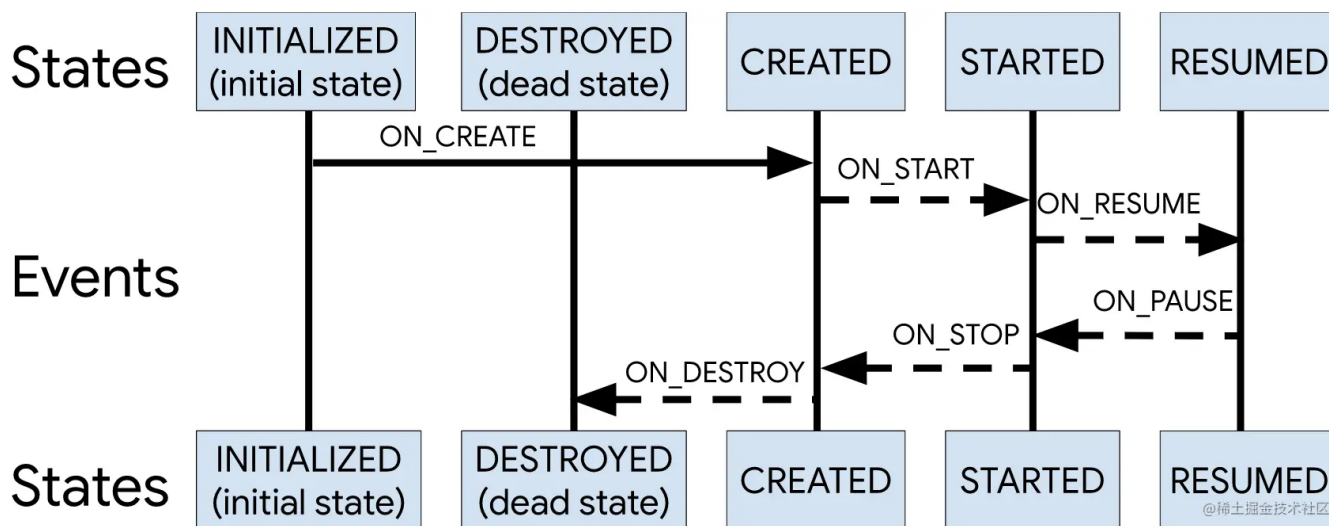 States
INITIALIZED
(initial state)
DESTROYED
(dead state)
CREATED
STARTED
RESUMED
ON_CREATE
ON_START
ON_RESUME
Events
ON_PAUSE
ON_STOP
ON_DESTROY
States
INITIALIZED
(initial state)
DESTROYED
(dead state)
CREATED
STARTED
RESUMED
@稀土掘金技术社区